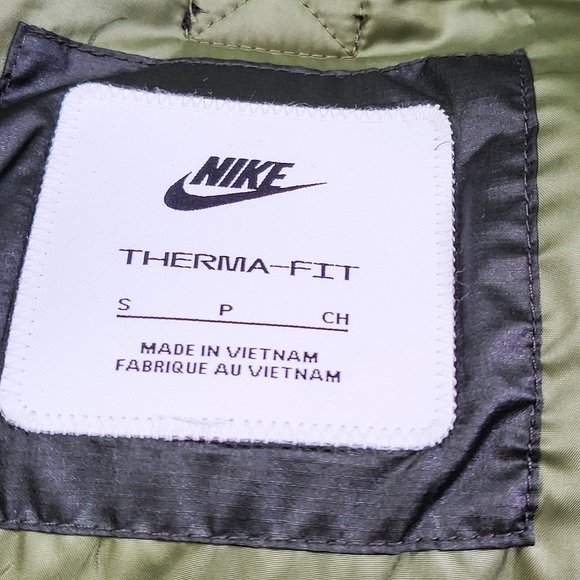 NIKE
THERMA-FIT
S P CH
MADE IN VIETNAM
FABRIQUE AU VIETNAM